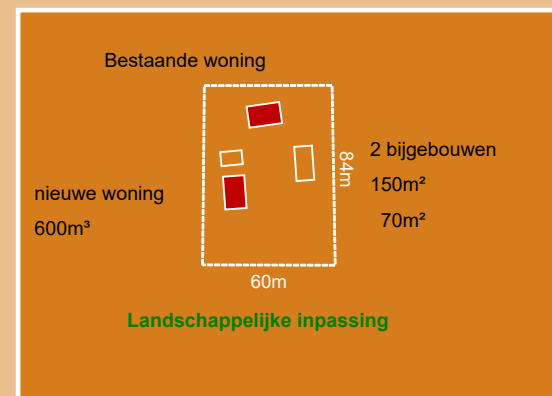 Bestaande woning
84m
2 bijgebouwen
150m²
70m²
nieuwe woning
600m³
60m
Landschappelijke inpassing